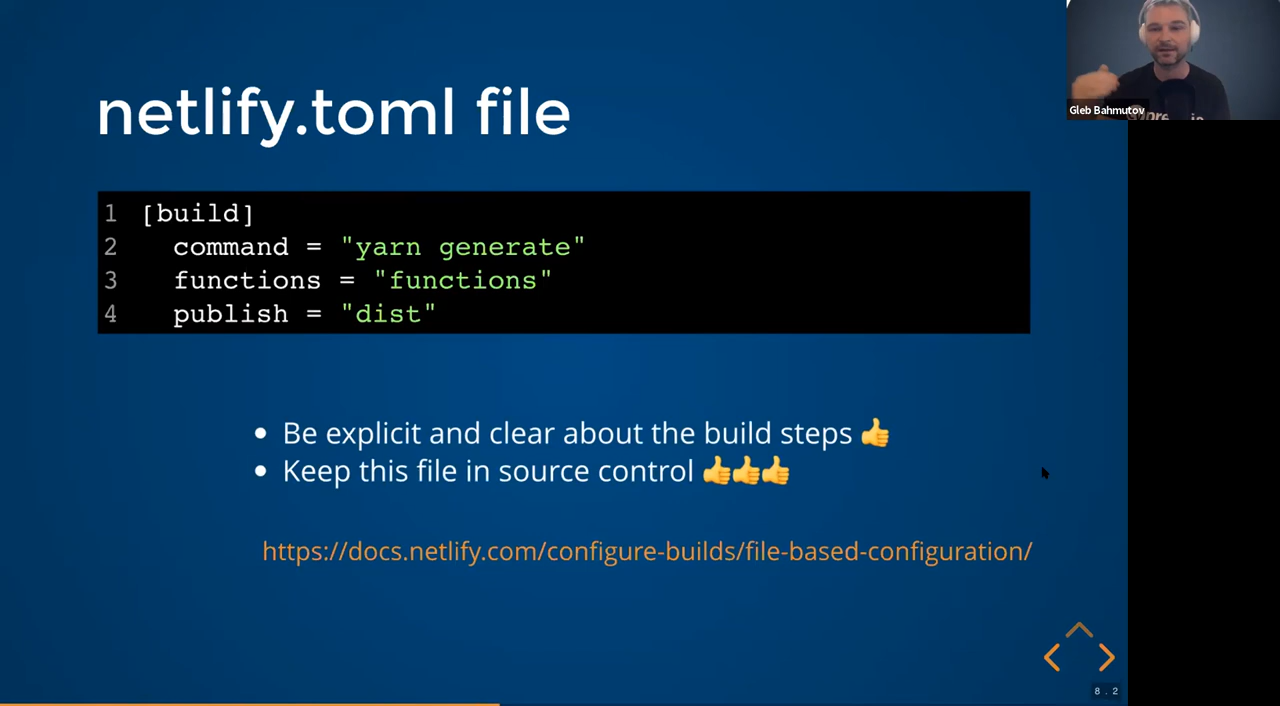 netlify.toml file
1 [build]
2 command = "yarn generate"
3 functions = "functions"
4 publish = "dist"
• Be explicit and clear about the build steps 👍
• Keep this file in source control 👍👍👍
https://docs.netlify.com/configure-builds/file-based-configuration/
8.2
Gleb Bahmutov